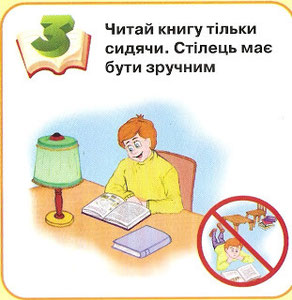 3
Читай книгу тільки
сидячи. Стілець має
бути зручним